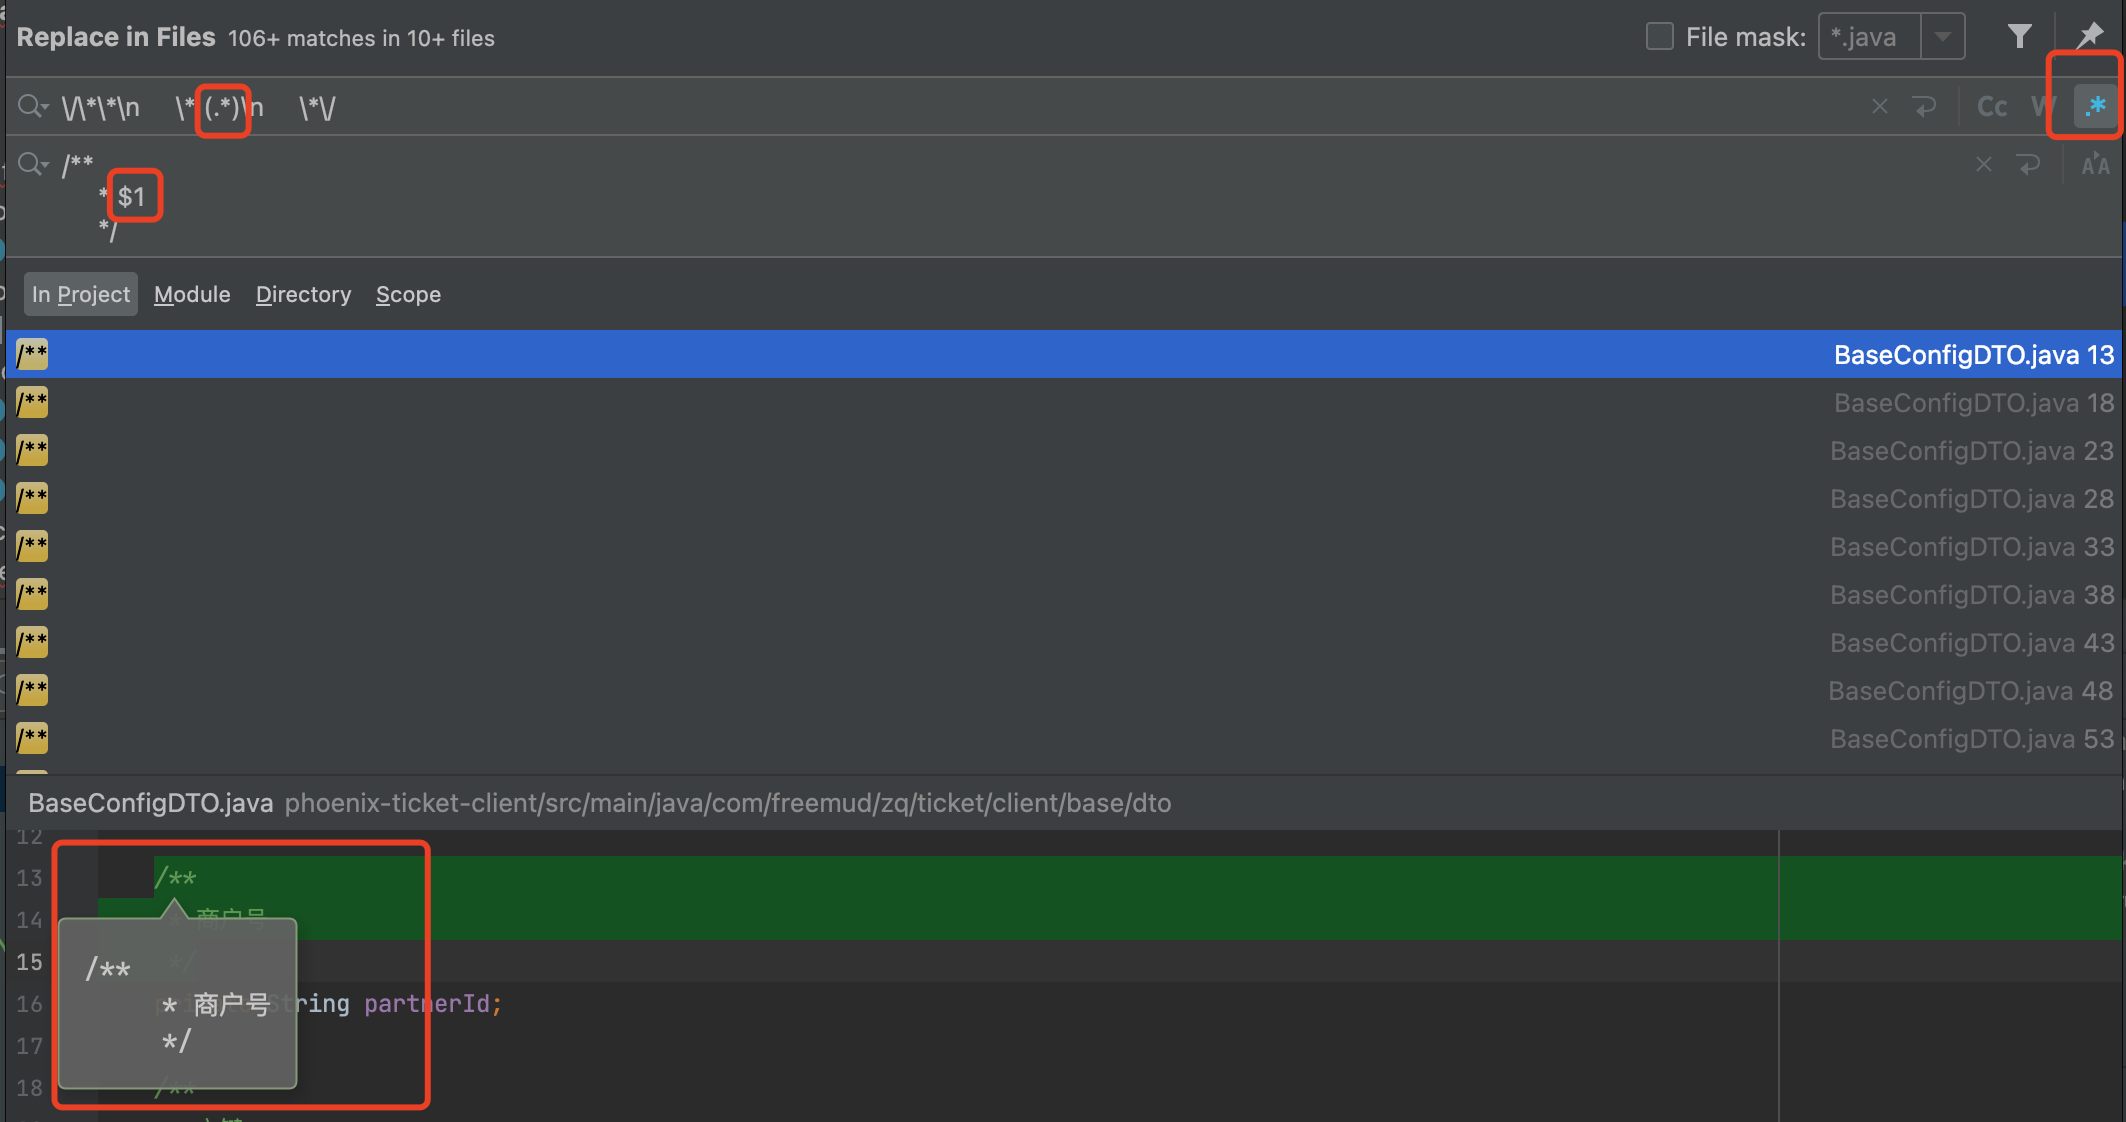 Replace in Files 106+ matches in 10+ files File mask: *.java
\/\*\*\n     \*(.*)\n     \*\/ Cc W .*
/**
* $1
*/
In Project Module Directory Scope
/** BaseConfigDTO.java 13
/** BaseConfigDTO.java 18
/** BaseConfigDTO.java 23
/** BaseConfigDTO.java 28
/** BaseConfigDTO.java 33
/** BaseConfigDTO.java 38
/** BaseConfigDTO.java 43
/** BaseConfigDTO.java 48
/** BaseConfigDTO.java 53
BaseConfigDTO.java phoenix-ticket-client/src/main/java/com/freemud/zq/ticket/client/base/dto
12
13 /**
14 * 商户号
15 */
16 private String partnerId;
17
18 /**
/**
* 商户号
*/